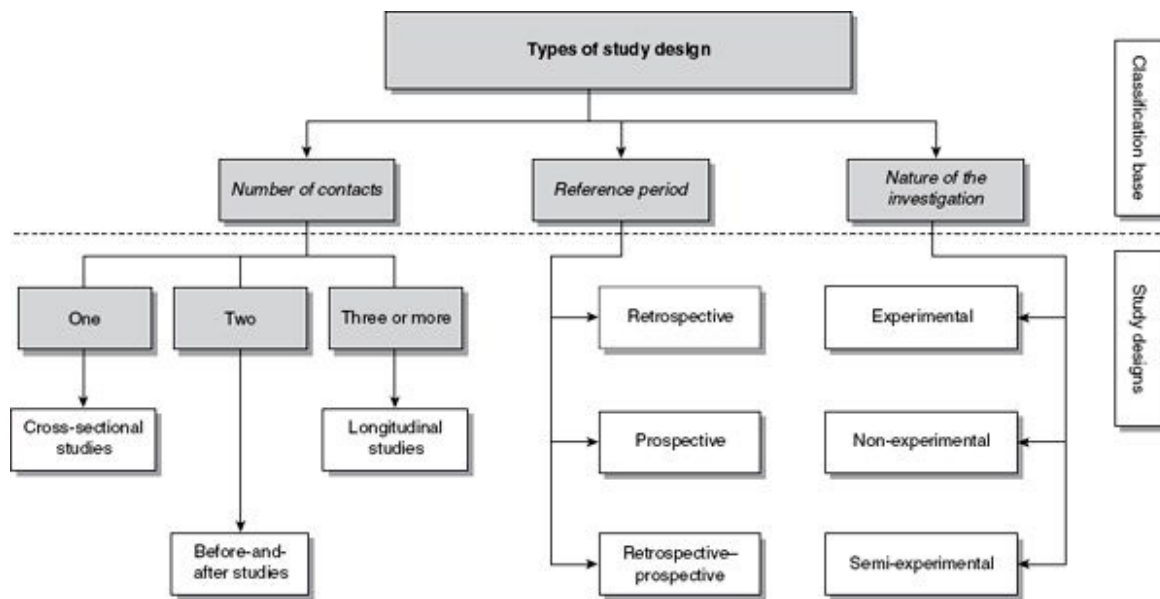 Types of study design
Classification base
Number of contacts
Reference period
Nature of the
investigation
Study designs
One
Two
Three or more
Retrospective
Experimental
Cross-sectional
studies
Longitudinal
studies
Prospective
Non-experimental
Before-and-
after studies
Retrospective–
prospective
Semi-experimental